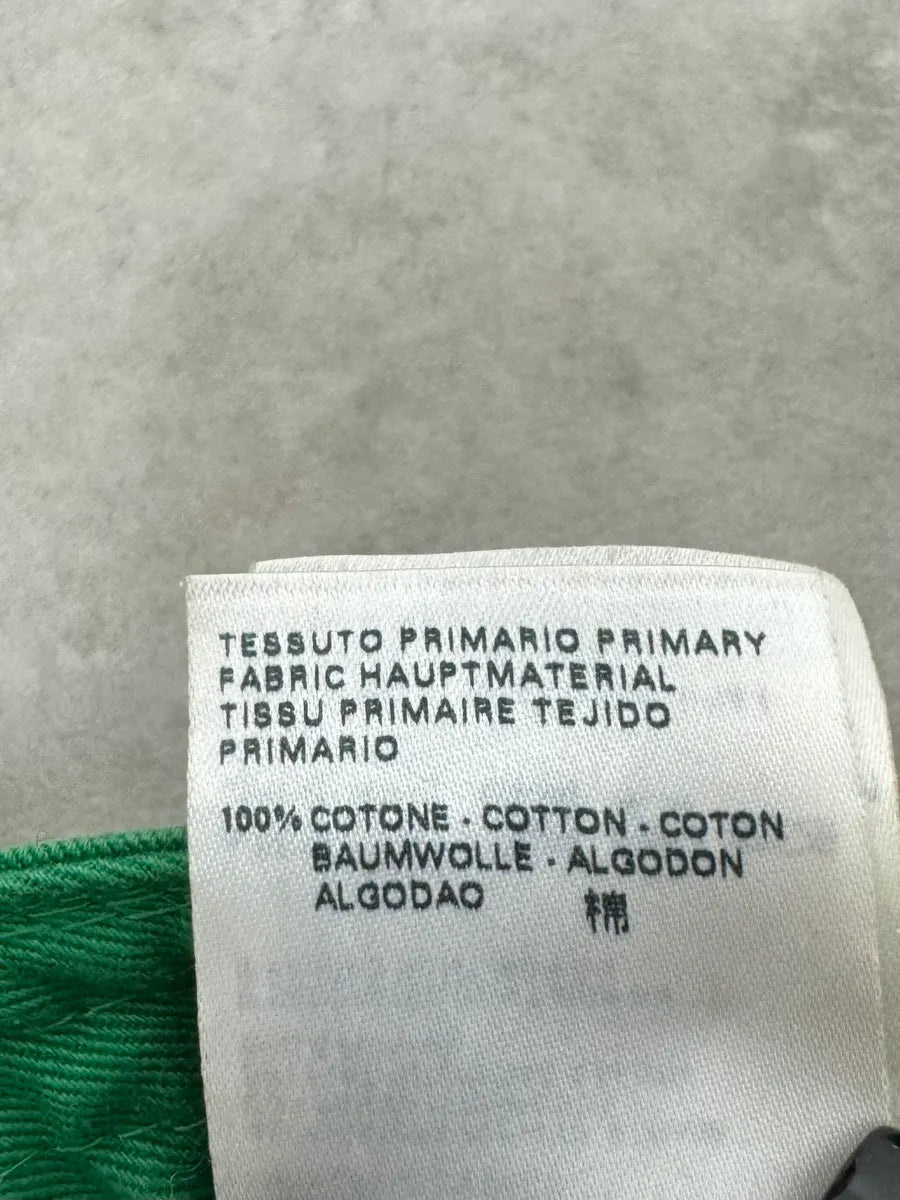 TESSUTO PRIMARIO PRIMARY
FABRIC HAUPTMATERIAL
TISSU PRIMAIRE TEJIDO
PRIMARIO
100% COTONE - COTTON - COTON
BAUMWOLLE - ALGODON
ALGODAO 棉